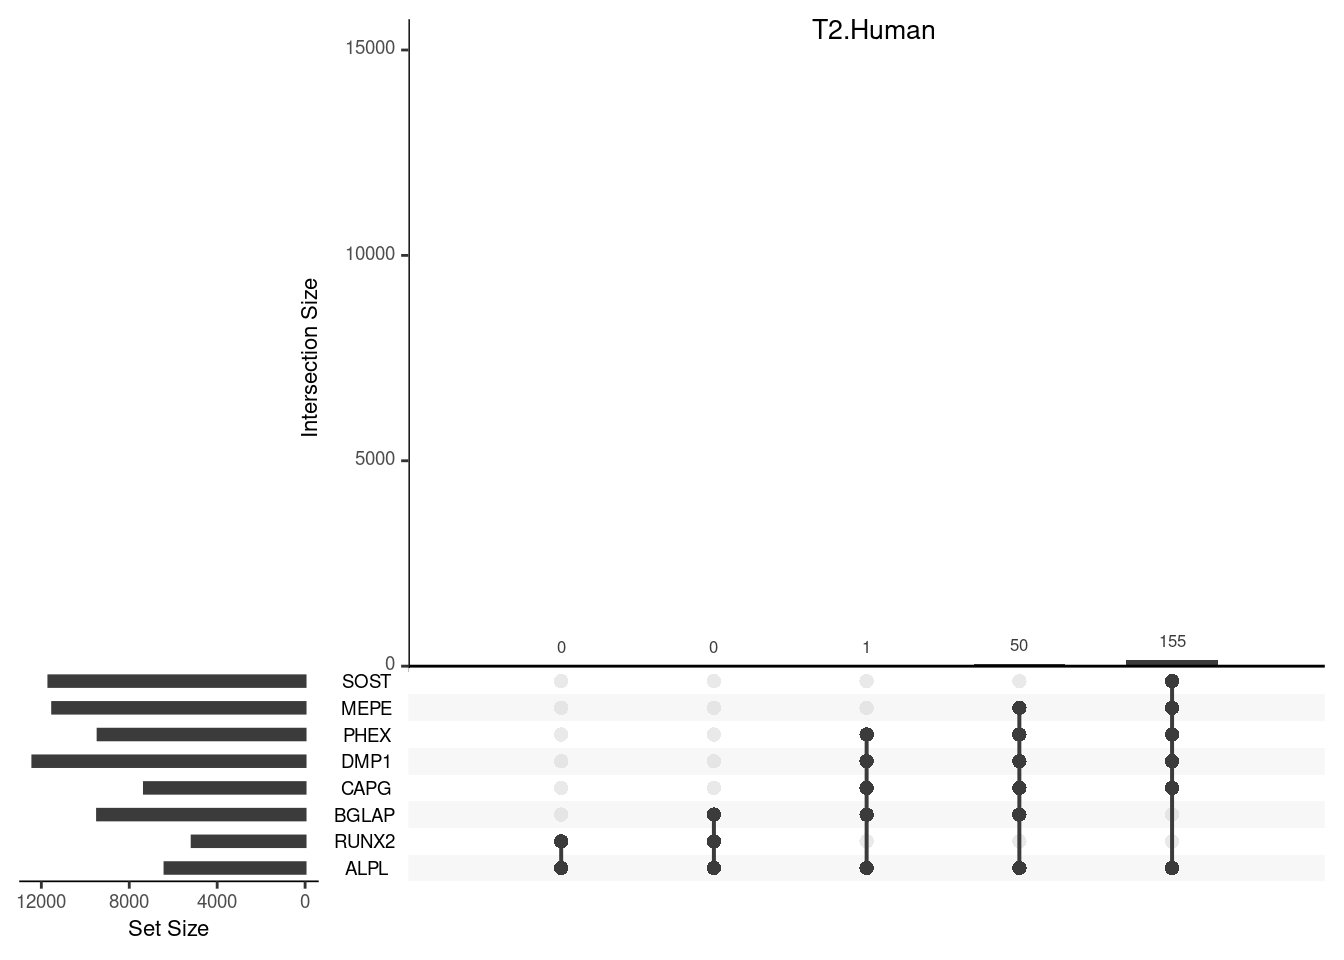 T2.Human
15000
10000
5000
0
Intersection Size
0 0 1 50 155
SOST
MEPE
PHEX
DMP1
CAPG
BGLAP
RUNX2
ALPL
12000 8000 4000 0
Set Size